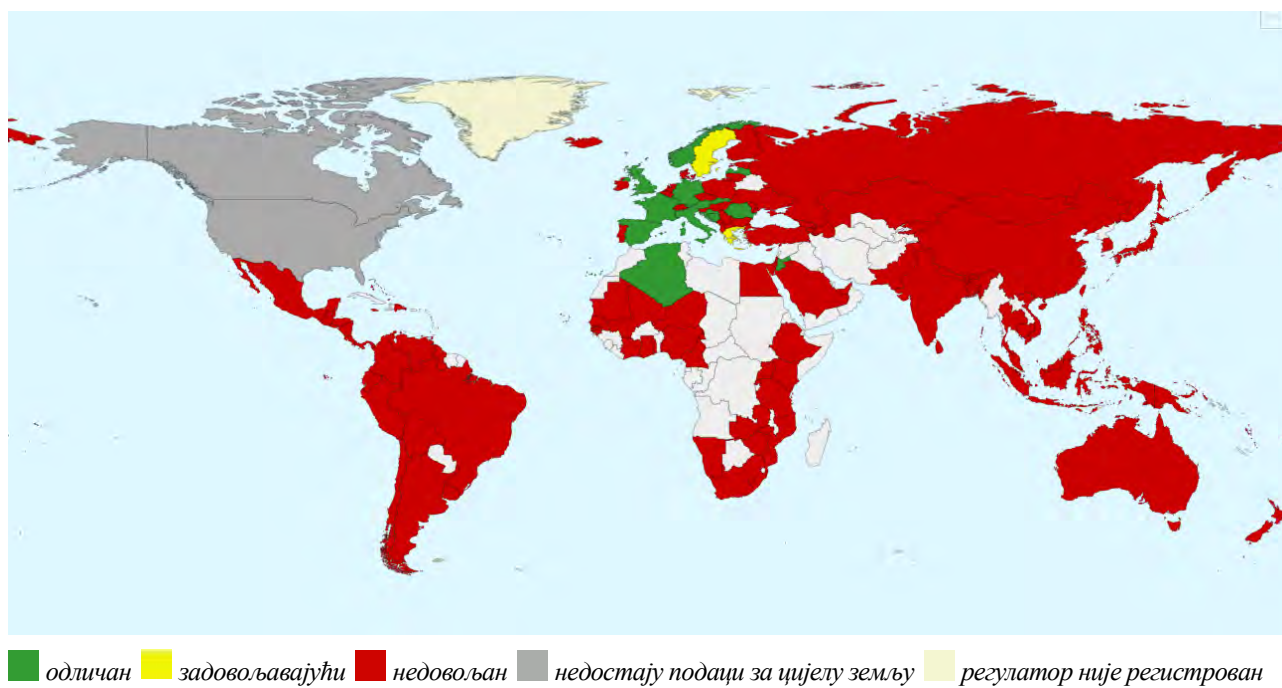 одличан задовољавајући недовољан недостају подаци за цијелу земљу регулатор није регистрован